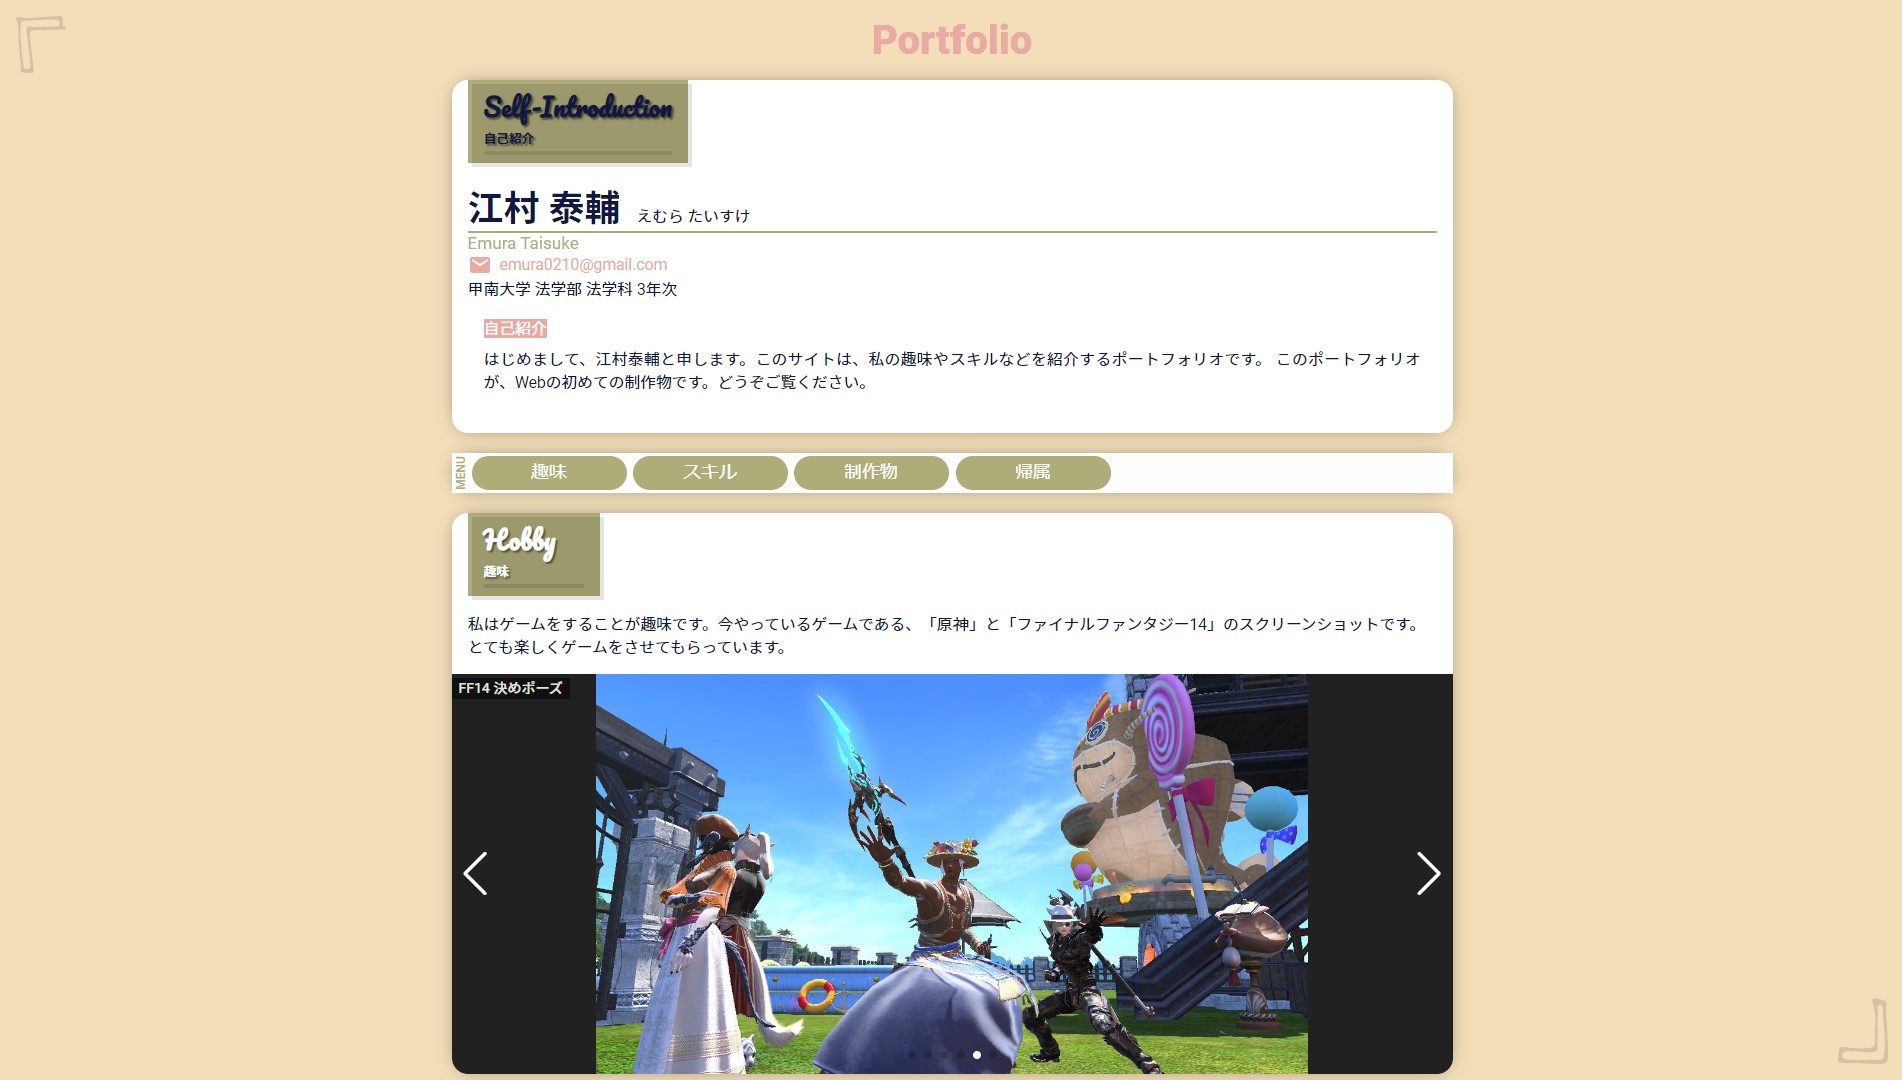 Portfolio
Self-Introduction
自己紹介
江村 泰輔 えむら たいすけ
Emura Taisuke
emura0210@gmail.com
甲南大学 法学部 法学科 3年次
自己紹介
はじめまして、江村泰輔と申します。このサイトは、私の趣味やスキルなどを紹介するポートフォリオです。 このポートフォリオ
が、Webの初めての制作物です。どうぞご覧ください。
MENU 趣味 スキル 制作物 帰属
Hobby
趣味
私はゲームをすることが趣味です。今やっているゲームである、「原神」と「ファイナルファンタジー14」のスクリーンショットです。
とても楽しくゲームをさせてもらっています。
FF14 決めポーズ